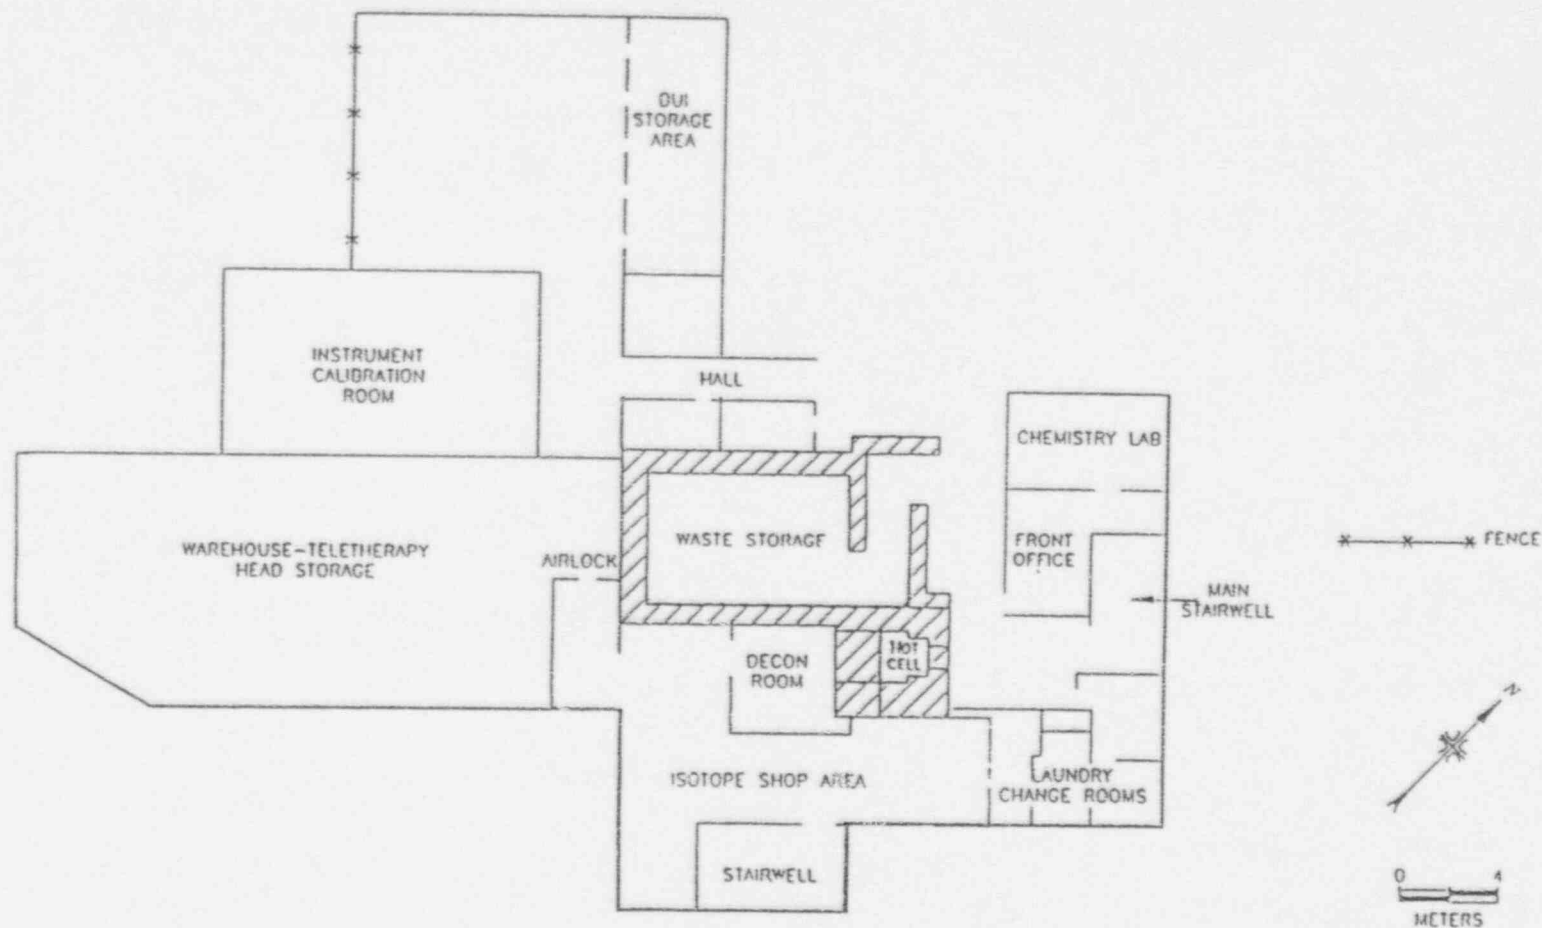 OUI
STORAGE
AREA
INSTRUMENT
CALIBRATION
ROOM
HALL
CHEMISTRY LAB
WAREHOUSE-TELETHERAPY
HEAD STORAGE
AIRLOCK
WASTE STORAGE
FRONT
OFFICE
FENCE
MAIN
STAIRWELL
DECON
ROOM
HOT
CELL
N
ISOTOPE SHOP AREA
LAUNDRY
CHANGE ROOMS
STAIRWELL
0 4
METERS